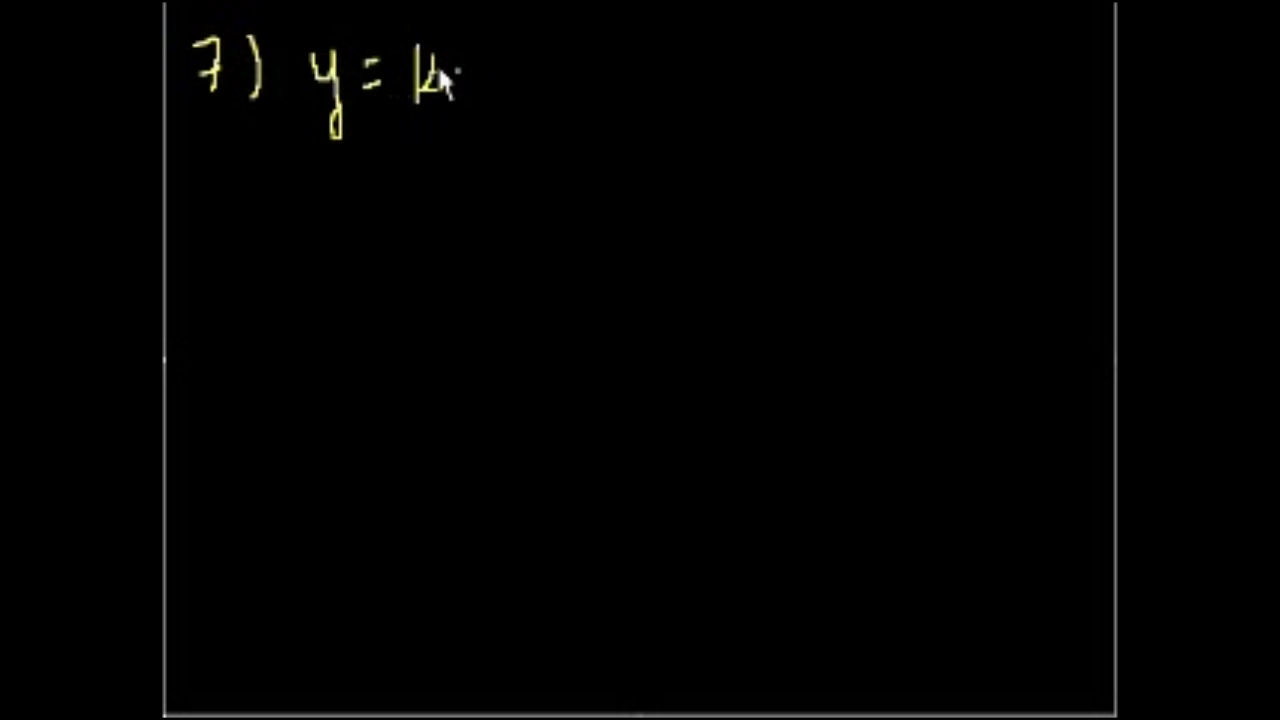 7) y =